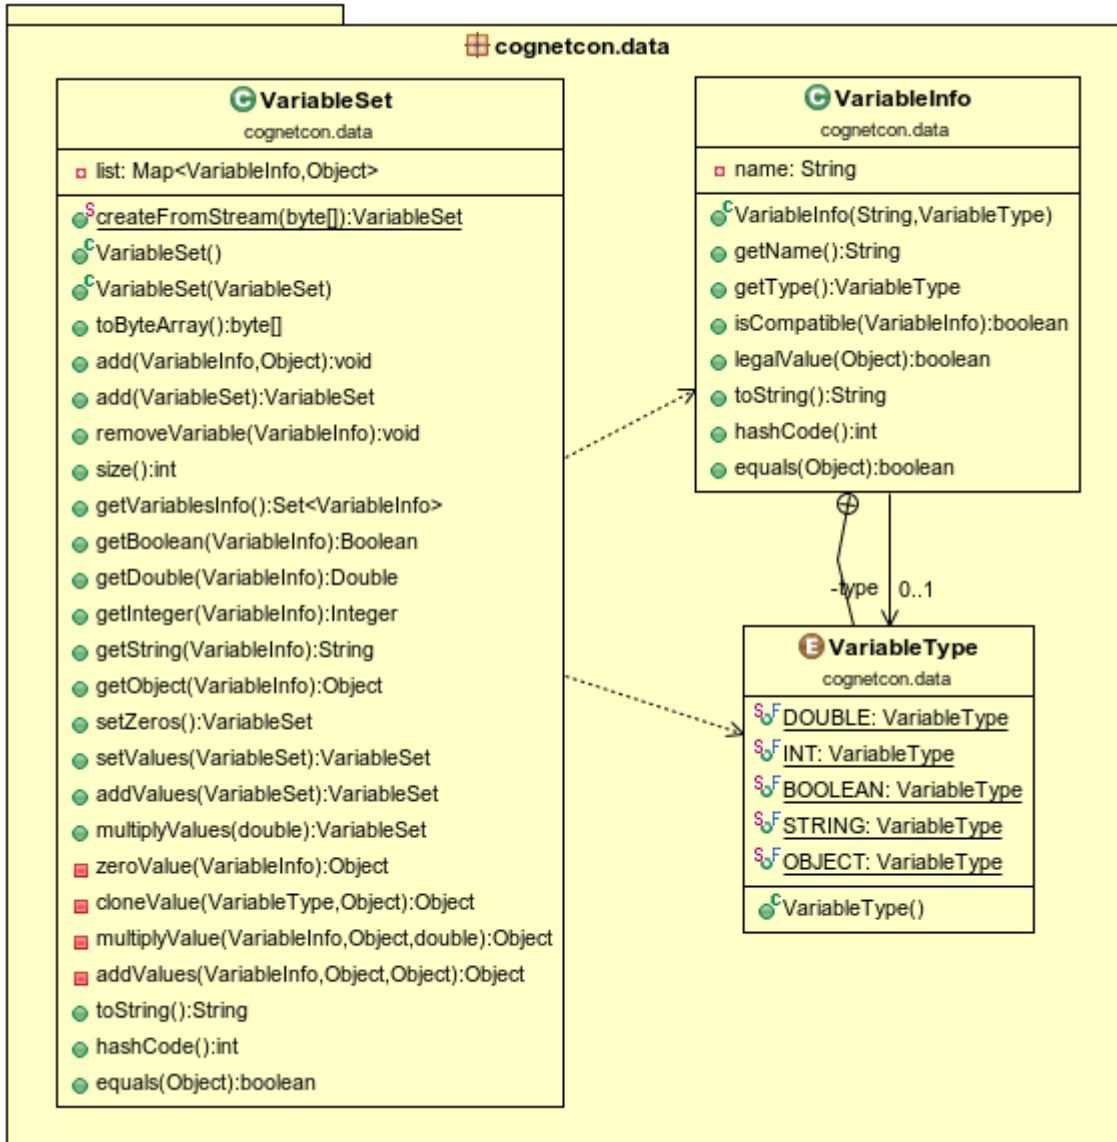 cognetcon.data
VariableSet
cognetcon.data
list: Map<VariableInfo,Object>
createFromStream(byte[]):VariableSet
VariableSet()
VariableSet(VariableSet)
toByteArray():byte[]
add(VariableInfo,Object):void
add(VariableSet):VariableSet
removeVariable(VariableInfo):void
size():int
getVariablesInfo():Set<VariableInfo>
getBoolean(VariableInfo):Boolean
getDouble(VariableInfo):Double
getInteger(VariableInfo):Integer
getString(VariableInfo):String
getObject(VariableInfo):Object
setZeros():VariableSet
setValues(VariableSet):VariableSet
addValues(VariableSet):VariableSet
multiplyValues(double):VariableSet
zeroValue(VariableInfo):Object
cloneValue(VariableType,Object):Object
multiplyValue(VariableInfo,Object,double):Object
addValues(VariableInfo,Object,Object):Object
toString():String
hashCode():int
equals(Object):boolean
VariableInfo
cognetcon.data
name: String
VariableInfo(String,VariableType)
getName():String
getType():VariableType
isCompatible(VariableInfo):boolean
legalValue(Object):boolean
toString():String
hashCode():int
equals(Object):boolean
-type 0..1
VariableType
cognetcon.data
DOUBLE: VariableType
INT: VariableType
BOOLEAN: VariableType
STRING: VariableType
OBJECT: VariableType
VariableType()